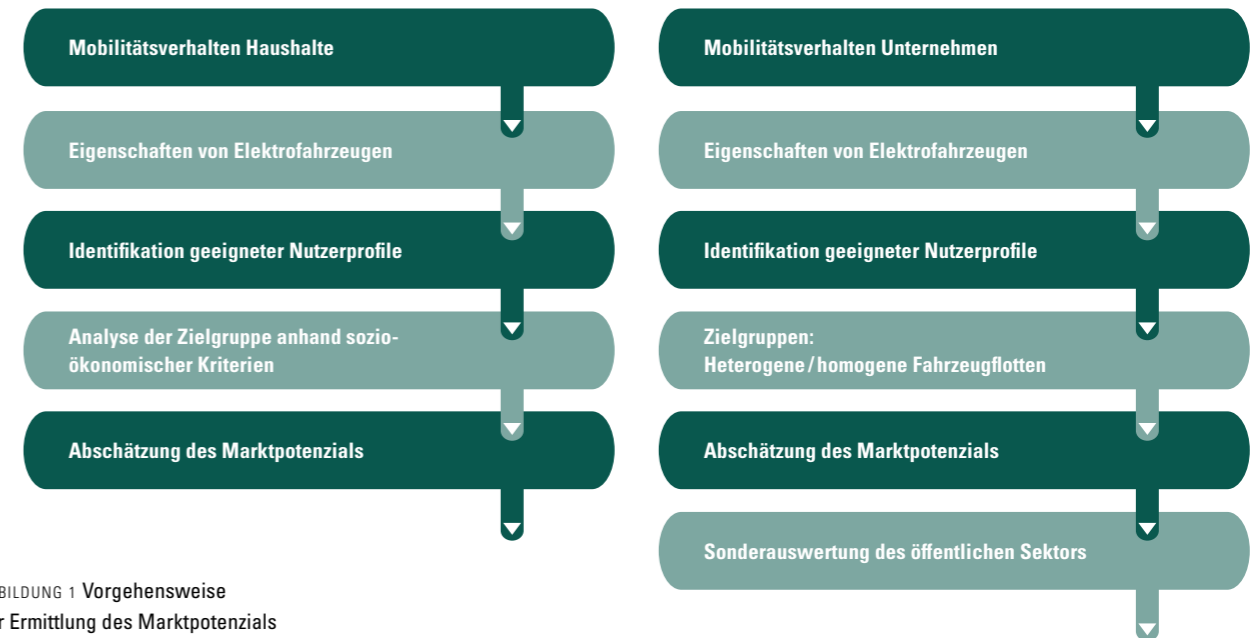 Mobilitätsverhalten Haushalte
Eigenschaften von Elektrofahrzeugen
Identifikation geeigneter Nutzerprofile
Analyse der Zielgruppe anhand sozio-
ökonomischer Kriterien
Abschätzung des Marktpotenzials
Mobilitätsverhalten Unternehmen
Eigenschaften von Elektrofahrzeugen
Identifikation geeigneter Nutzerprofile
Zielgruppen:
Heterogene/homogene Fahrzeugflotten
Abschätzung des Marktpotenzials
Sonderauswertung des öffentlichen Sektors
BILDUNG 1 Vorgehensweise
r Ermittlung des Marktpotenzials